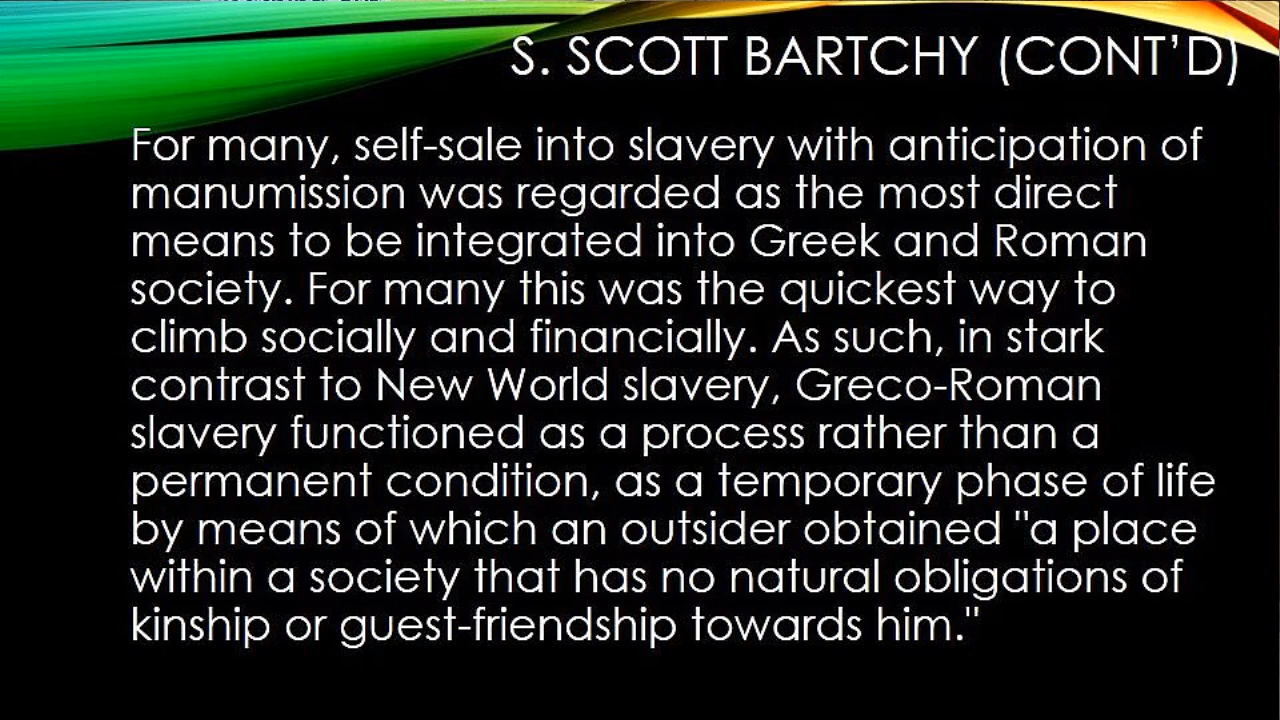 S. SCOTT BARTCHY (CONT’D)
For many, self-sale into slavery with anticipation of
manumission was regarded as the most direct
means to be integrated into Greek and Roman
society. For many this was the quickest way to
climb socially and financially. As such, in stark
contrast to New World slavery, Greco-Roman
slavery functioned as a process rather than a
permanent condition, as a temporary phase of life
by means of which an outsider obtained "a place
within a society that has no natural obligations of
kinship or guest-friendship towards him."